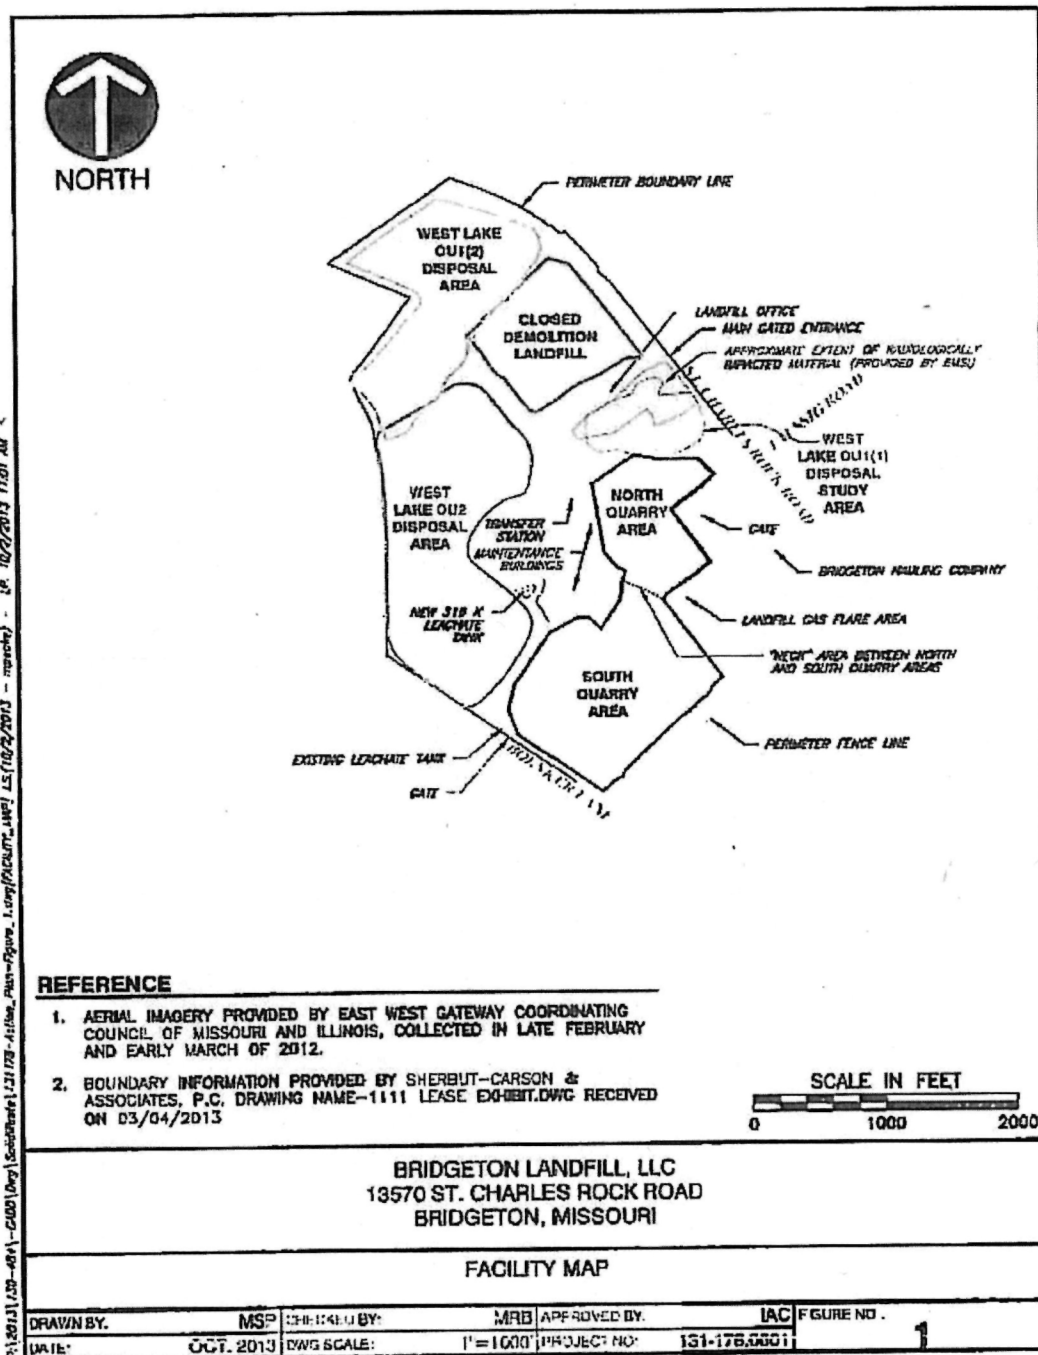 NORTH
PERIMETER BOUNDARY LINE
WEST LAKE
OU1(2)
DISPOSAL
AREA
CLOSED
DEMOLITION
LANDFILL
LANDFILL OFFICE
MAIN GATED ENTRANCE
APPROXIMATE EXTENT OF RADIOLOGICALLY
IMPACTED MATERIAL (PROVIDED BY EMSI)
ST. CHARLES ROCK ROAD
ROAD
WEST
LAKE OU1(1)
DISPOSAL
STUDY
AREA
WEST
LAKE OU2
DISPOSAL
AREA
NORTH
QUARRY
AREA
TRANSFER
STATION
MAINTENTANCE
BUILDINGS
GATE
BRIDGETON HAULING COMPANY
NEW 316 K
LEACHATE
TANK
LANDFILL GAS FLARE AREA
"NECK" AREA BETWEEN NORTH
AND SOUTH QUARRY AREAS
SOUTH
QUARRY
AREA
PERIMETER FENCE LINE
EXISTING LEACHATE TANK
GATE
BOENKER LANE
REFERENCE
1. AERIAL IMAGERY PROVIDED BY EAST WEST GATEWAY COORDINATING
COUNCIL OF MISSOURI AND ILLINOIS, COLLECTED IN LATE FEBRUARY
AND EARLY MARCH OF 2012.
2. BOUNDARY INFORMATION PROVIDED BY SHERBUT-CARSON &
ASSOCIATES, P.C. DRAWING NAME-1111 LEASE EXHIBIT.DWG RECEIVED
ON 03/04/2013
SCALE IN FEET
0 1000 2000
BRIDGETON LANDFILL, LLC
13570 ST. CHARLES ROCK ROAD
BRIDGETON, MISSOURI
FACILITY MAP
DRAWN BY: MSP CHECKED BY: MRB APPROVED BY: IAC FIGURE NO.
DATE: OCT. 2013 DWG SCALE: 1"=1000' PROJECT NO: 131-178.0001 1